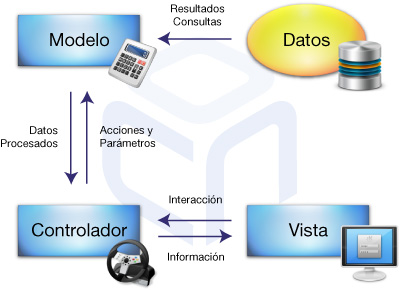 Resultados
Consultas
Modelo
Datos
Datos
Procesados
Acciones y
Parámetros
Interacción
Controlador
Vista
Información